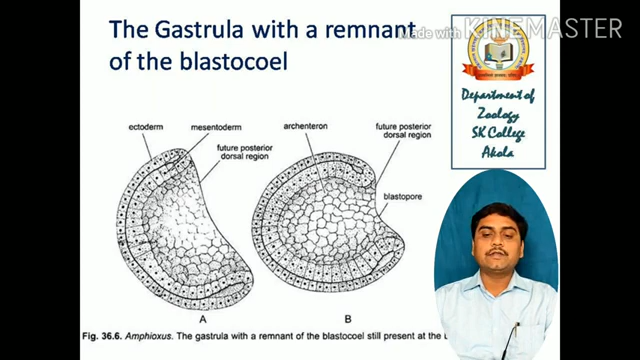 The Gastrula with a remnant
of the blastocoel
Made with KINEMASTER
Department of
Zoology
SK College
Akola
ectoderm
mesentoderm
future posterior
dorsal region
archenteron
future posterior
dorsal region
blastopore
A
B
Fig. 36.6. Amphioxus. The gastrula with a remnant of the blastocoel still present at the